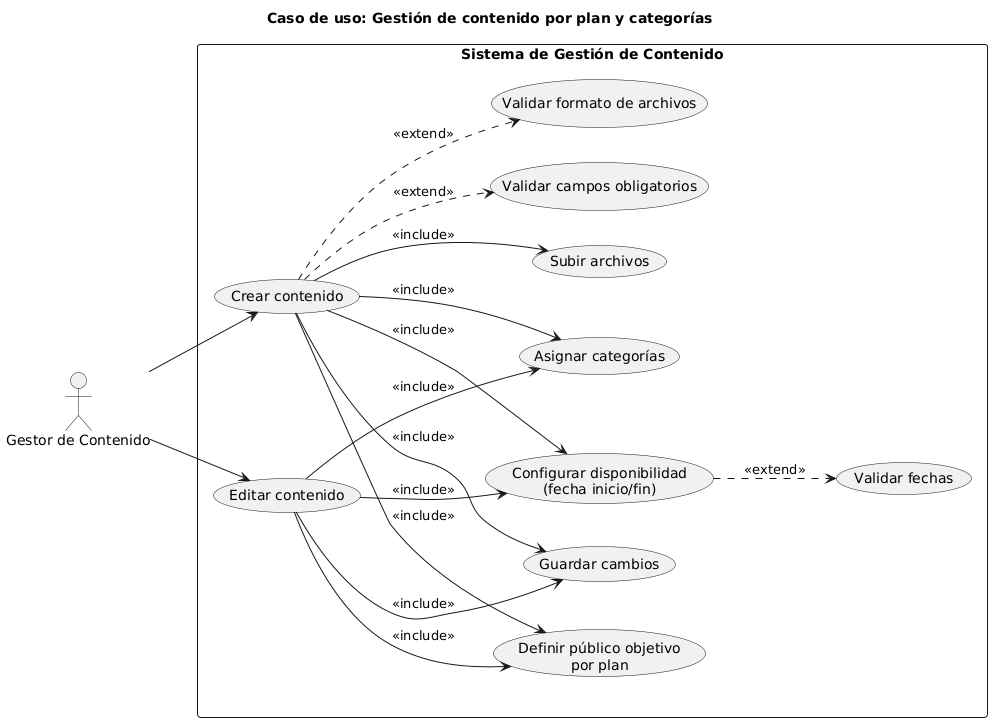 Caso de uso: Gestión de contenido por plan y categorías
Sistema de Gestión de Contenido
Validar formato de archivos
«extend»
Validar campos obligatorios
«extend»
«include»
Subir archivos
Crear contenido
«include»
«include»
Asignar categorías
«include»
Gestor de Contenido
«include»
Configurar disponibilidad
(fecha inicio/fin)
«extend»
Validar fechas
Editar contenido
«include»
«include»
Guardar cambios
«include»
«include»
Definir público objetivo
por plan